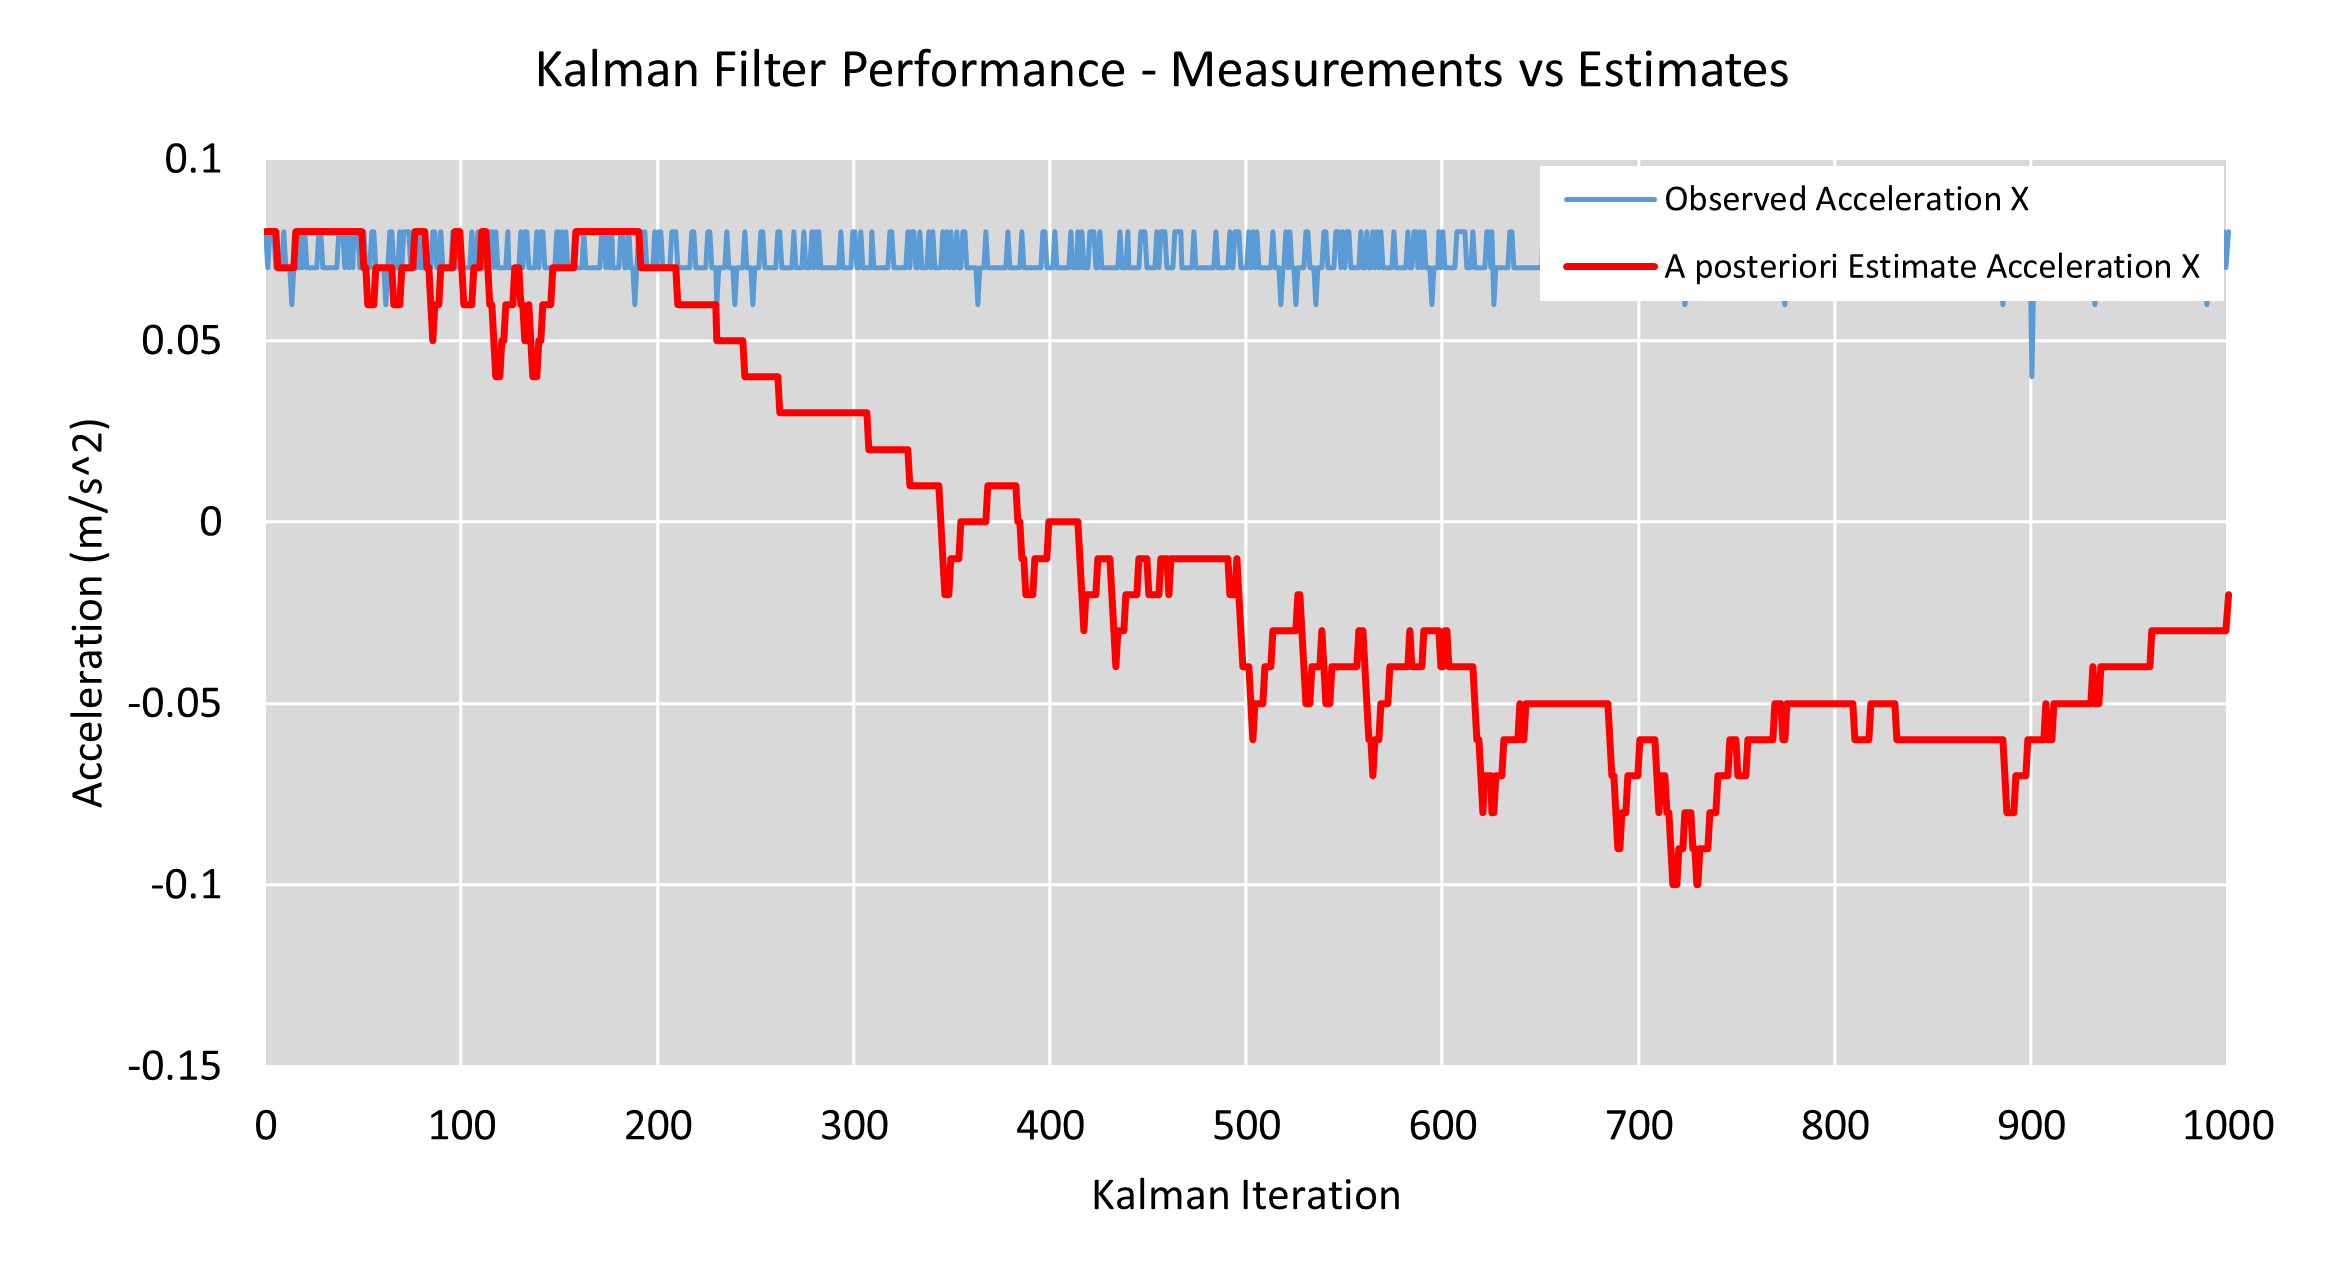 Kalman Filter Performance - Measurements vs Estimates
0.1
0.05
0
-0.05
-0.1
-0.15
Acceleration (m/s^2)
Observed Acceleration X
A posteriori Estimate Acceleration X
0 100 200 300 400 500 600 700 800 900 1000
Kalman Iteration